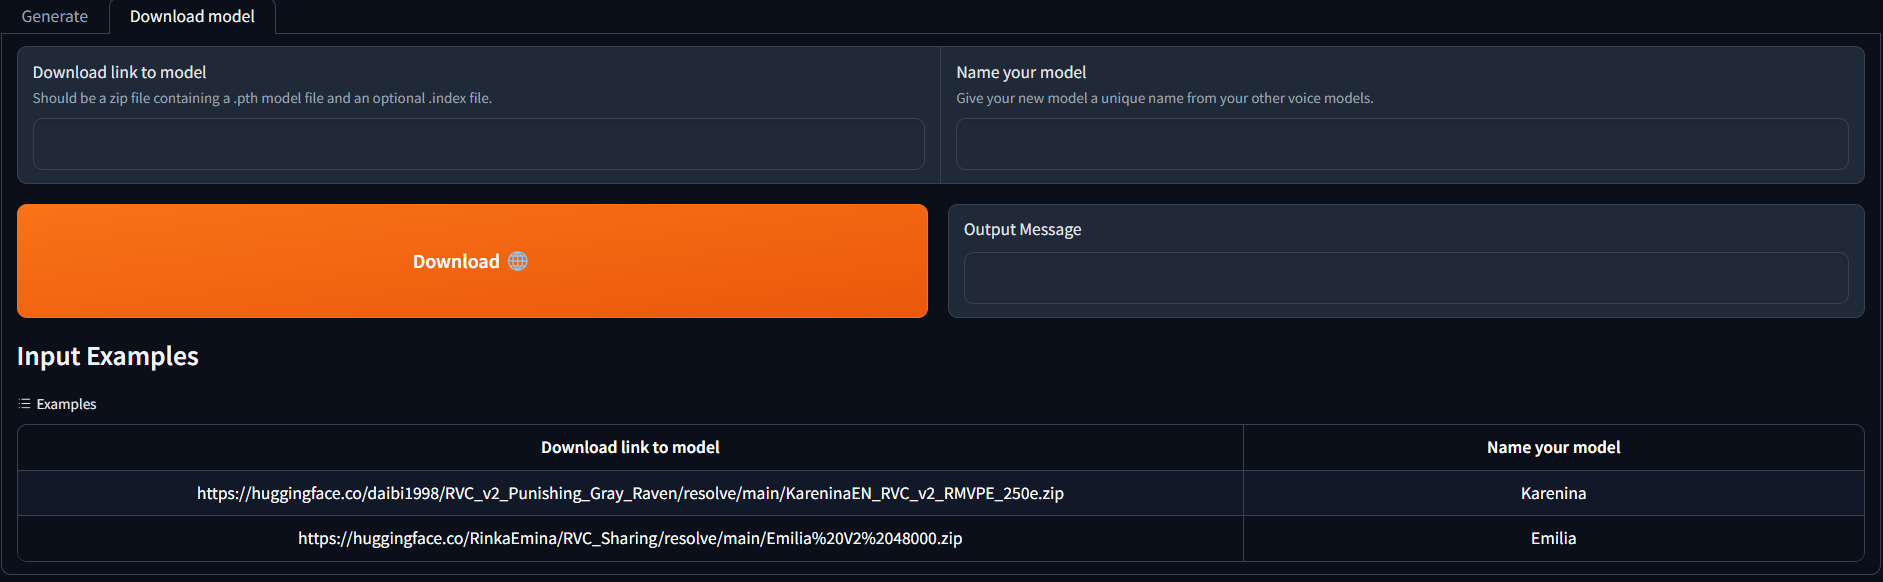 Generate
Download model
Download link to model
Should be a zip file containing a .pth model file and an optional .index file.
Name your model
Give your new model a unique name from your other voice models.
Download
Output Message
Input Examples
Examples
Download link to model
Name your model
https://huggingface.co/daibi1998/RVC_v2_Punishing_Gray_Raven/resolve/main/KareninaEN_RVC_v2_RMVPE_250e.zip
Karenina
https://huggingface.co/RinkaEmina/RVC_Sharing/resolve/main/Emilia%20V2%2048000.zip
Emilia